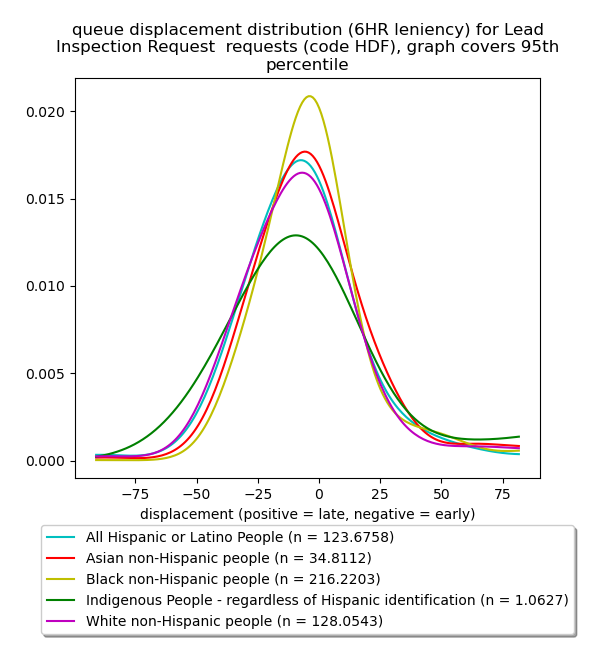 queue displacement distribution (6HR leniency) for Lead
Inspection Request  requests (code HDF), graph covers 95th
percentile
0.020
0.015
0.010
0.005
0.000
−75 −50 −25 0 25 50 75
displacement (positive = late, negative = early)
All Hispanic or Latino People (n = 123.6758)
Asian non-Hispanic people (n = 34.8112)
Black non-Hispanic people (n = 216.2203)
Indigenous People - regardless of Hispanic identification (n = 1.0627)
White non-Hispanic people (n = 128.0543)